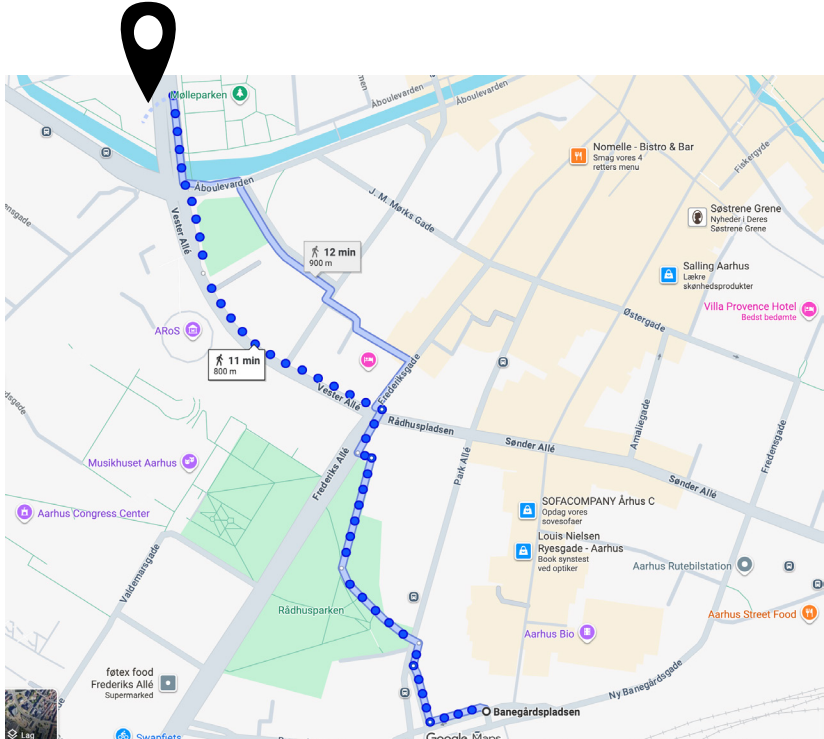 Mølleparken
Åboulevarden
Åboulevarden
Nomelle - Bistro & Bar
Smag vores 4
retters menu
Fiskergyde
Åboulevarden
J. M. Mørks Gade
Søstrene Grene
Nyheder i Deres
Søstrene Grene
Vester Allé
12 min
900 m
Salling Aarhus
Lækre
skønhedsprodukter
Villa Provence Hotel
Bedst bedømte
Østergade
ARoS
11 min
800 m
Frederiksgade
Vester Allé
Rådhuspladsen
Amaliegade
Fredensgade
Sønder Allé
Musikhuset Aarhus
Frederiks Allé
Park Allé
Sønder Allé
Aarhus Congress Center
SOFACOMPANY Århus C
Opdag vores
sovesofaer
Louis Nielsen
Ryesgade - Aarhus
Book synstest
ved optiker
Valdemarsgade
Aarhus Rutebilstation
Rådhusparken
Aarhus Street Food
Aarhus Bio
føtex food
Frederiks Allé
Supermarked
Ny Banegårdsgade
Banegårdspladsen
Lag
Swapfiets
Google Maps